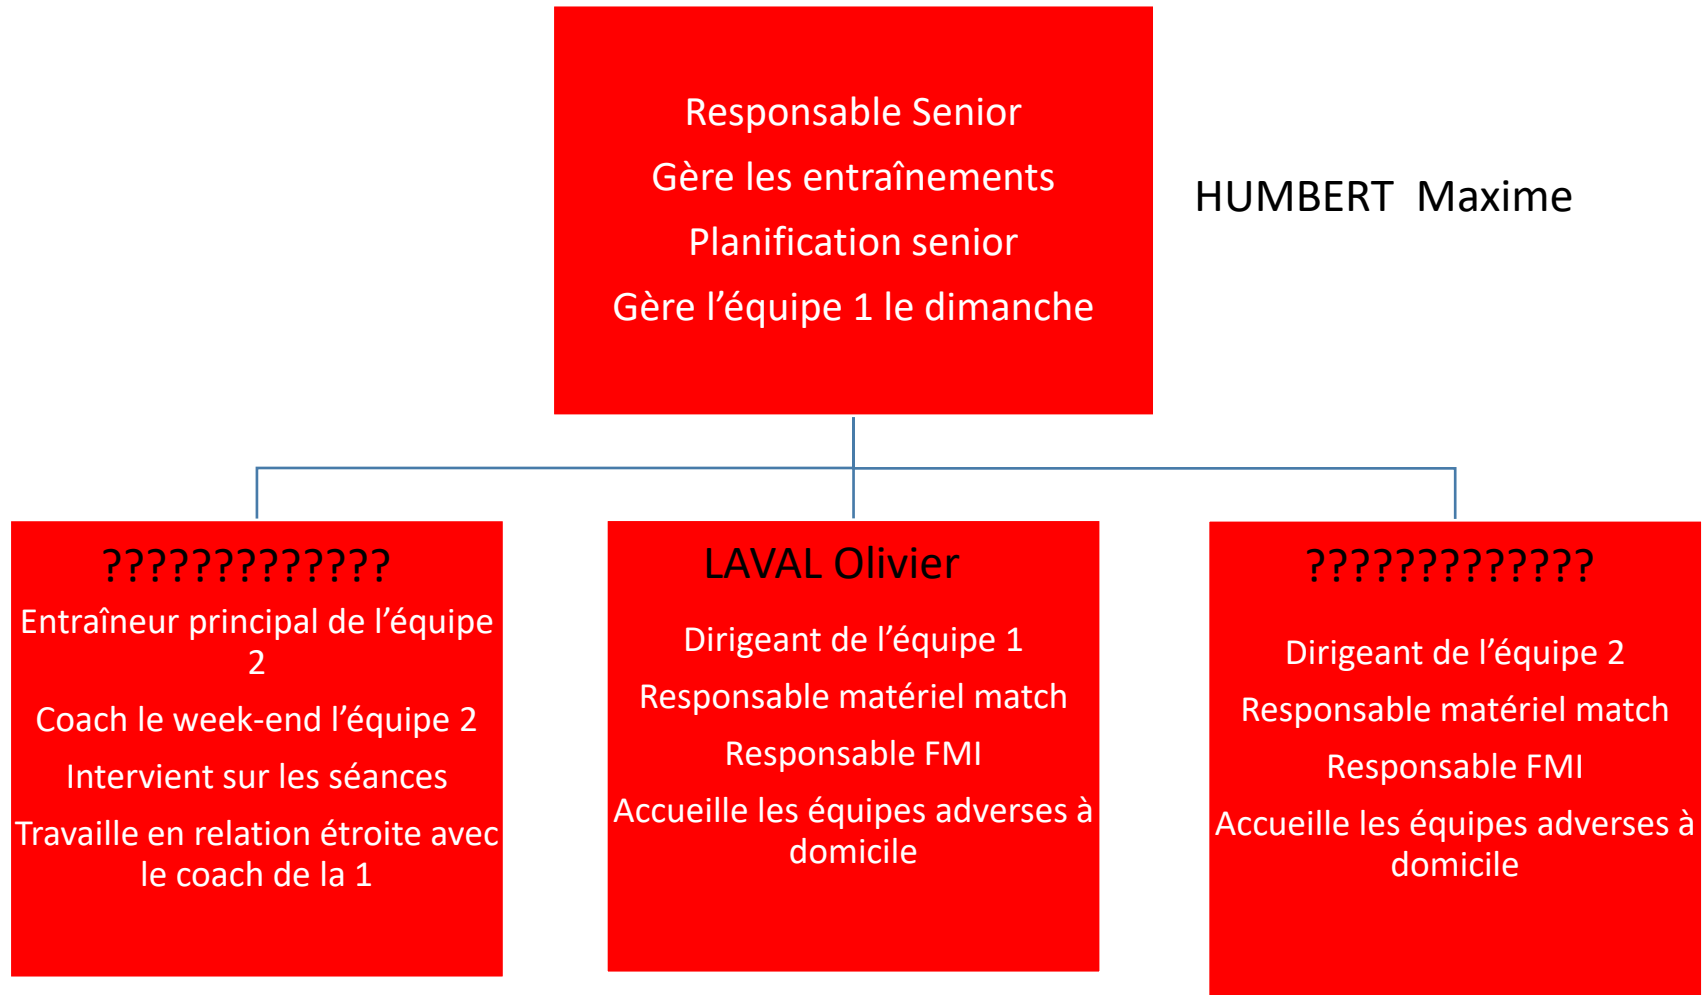 Responsable Senior
Gère les entraînements
Planification senior
Gère l’équipe 1 le dimanche
HUMBERT  Maxime
?????????????
Entraîneur principal de l’équipe
2
Coach le week-end l’équipe 2
Intervient sur les séances
Travaille en relation étroite avec
le coach de la 1
LAVAL Olivier
Dirigeant de l’équipe 1
Responsable matériel match
Responsable FMI
Accueille les équipes adverses à
domicile
?????????????
Dirigeant de l’équipe 2
Responsable matériel match
Responsable FMI
Accueille les équipes adverses à
domicile